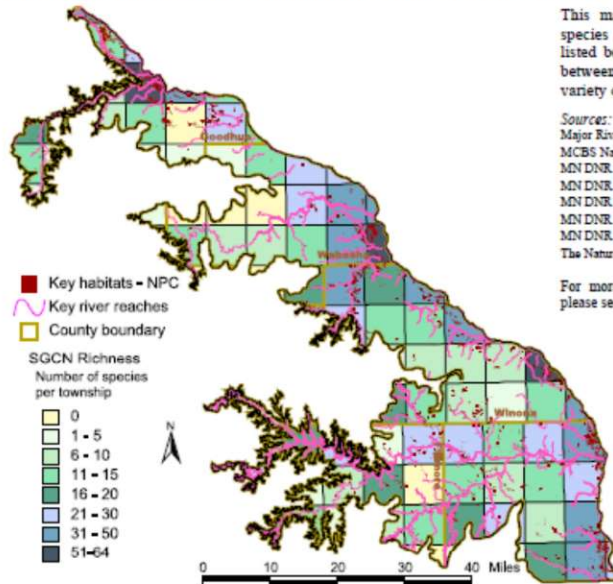 This m
species
listed b
between
variety
Sources:
Major Riv
MCBS Na
MN DNR
MN DNR
MN DNR
MN DNR
MN DNR
The Natur
For mor
please se
Goodhue
Wabasha
Winona
Key habitats - NPC
Key river reaches
County boundary
SGCN Richness
Number of species
per township
0
1 - 5
6 - 10
11 - 15
16 - 20
21 - 30
31 - 50
51-64
N
0 10 20 30 40 Miles